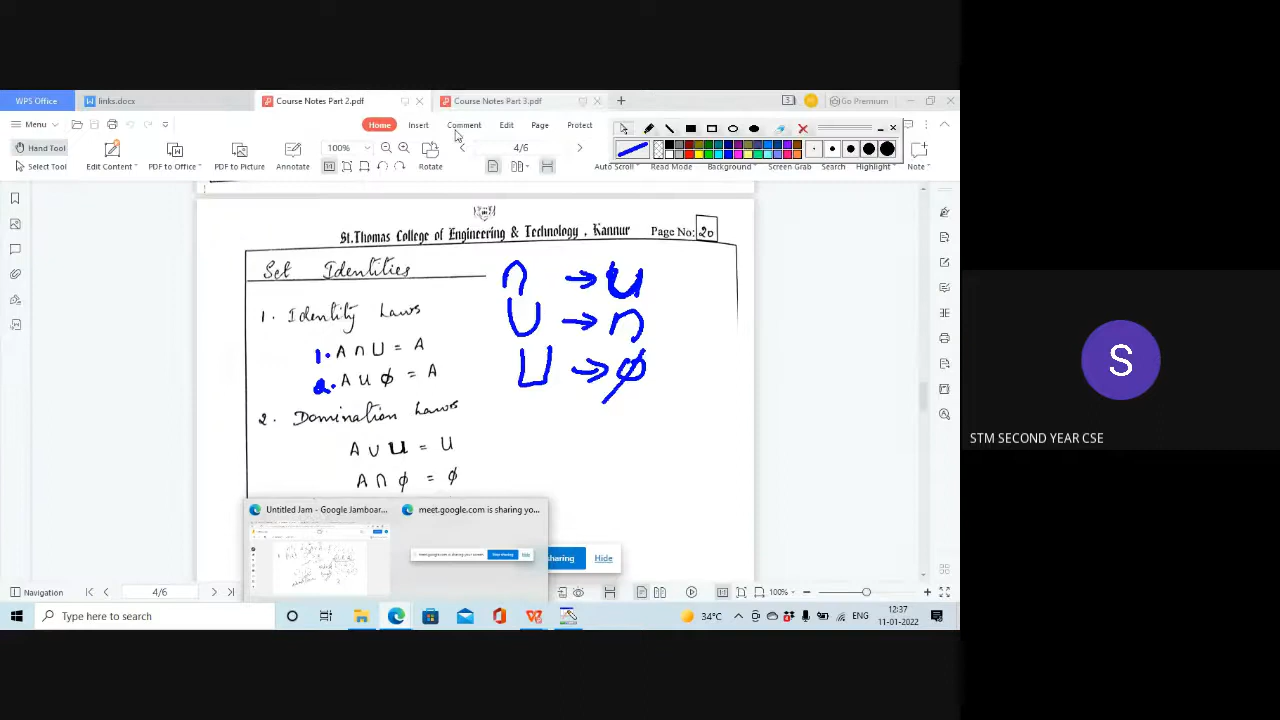 WPS Office links.docx Course Notes Part 2.pdf Course Notes Part 3.pdf + 3 Go Premium
Menu Home Insert Comment Edit Page Protect
Hand Tool 100% 4/6
Select Tool Edit Content PDF to Office PDF to Picture Annotate Rotate Auto Scroll Read Mode Background Screen Grab Search Highlight Note
St.Thomas College of Engineering & Technology , Kannur Page No: 20
Set Identities
∩ → ∪
1. Identity Laws
∪ → ∩
1. A ∩ U = A
U → ϕ
2. A ∪ ϕ = A
2. Domination Laws
A ∪ U = U
A ∩ ϕ = ϕ
Untitled Jam - Google Jamboar... meet.google.com is sharing yo...
sharing Hide
Navigation 4/6 100%
Type here to search 34°C ENG 12:37
11-01-2022
S
STM SECOND YEAR CSE